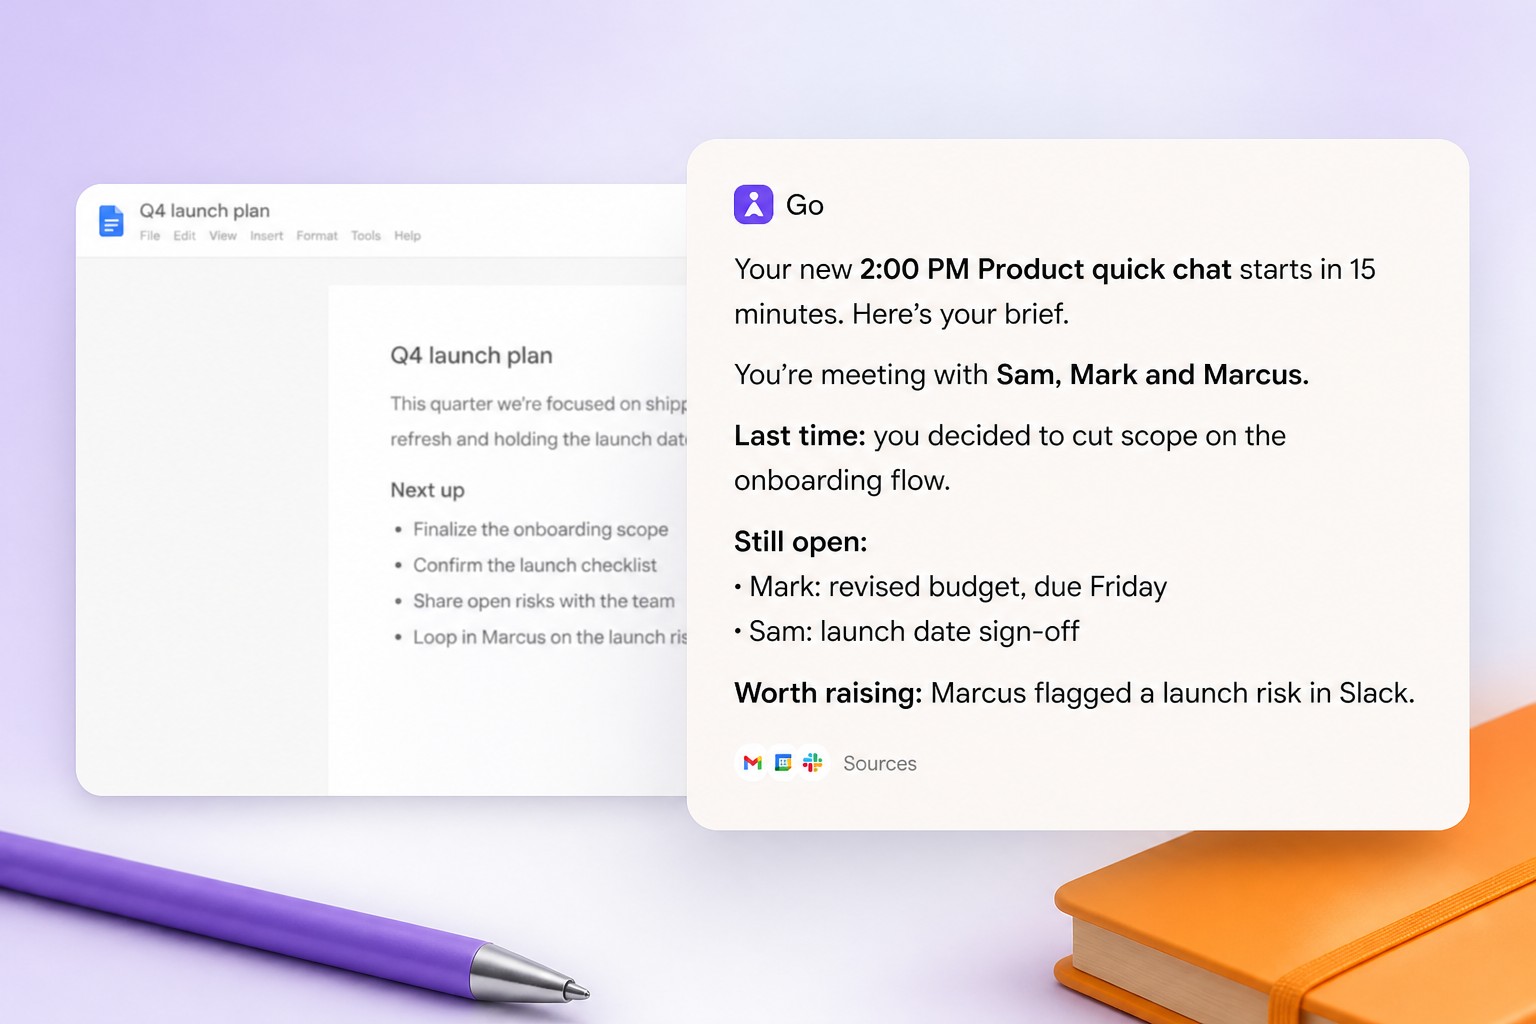 Q4 launch plan
File Edit View Insert Format Tools Help
Q4 launch plan
This quarter we're focused on
refresh and holding the launch
Next up
• Finalize the onboarding scope
• Confirm the launch checklist
• Share open risks with the team
• Loop in Marcus on the launch
Go
Your new 2:00 PM Product quick chat starts in 15
minutes. Here’s your brief.
You’re meeting with Sam, Mark and Marcus.
Last time: you decided to cut scope on the
onboarding flow.
Still open:
• Mark: revised budget, due Friday
• Sam: launch date sign-off
Worth raising: Marcus flagged a launch risk in Slack.
Sources